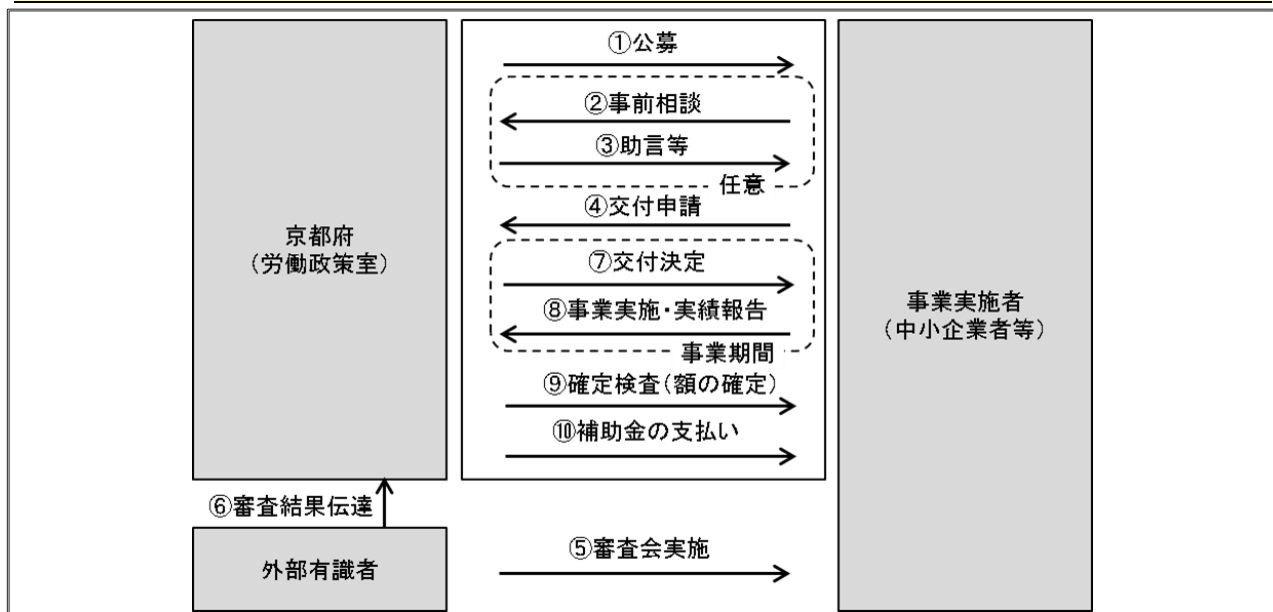 ①公募
②事前相談
③助言等
任意
④交付申請
京都府
(労働政策室)
⑦交付決定
⑧事業実施・実績報告
事業期間
事業実施者
(中小企業者等)
⑨確定検査(額の確定)
⑩補助金の支払い
⑥審査結果伝達
外部有識者
⑤審査会実施